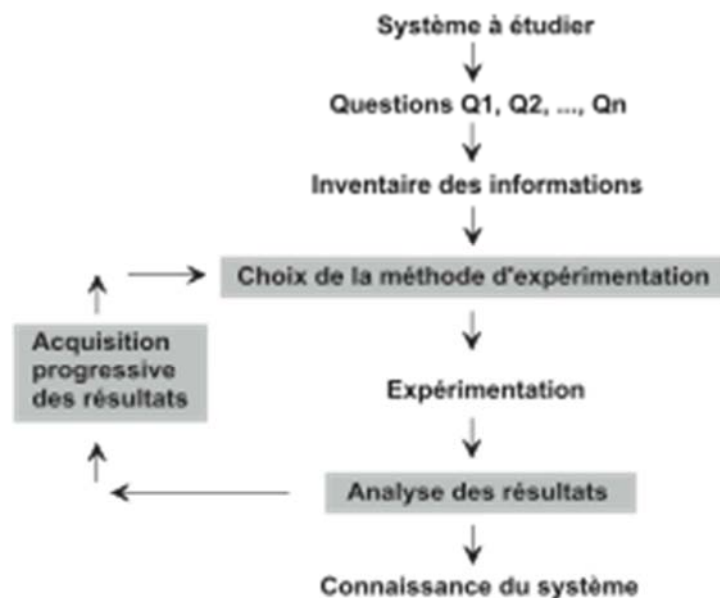 Système à étudier
Questions Q1, Q2, ..., Qn
Inventaire des informations
Choix de la méthode d'expérimentation
Acquisition
progressive
des résultats
Expérimentation
Analyse des résultats
Connaissance du système